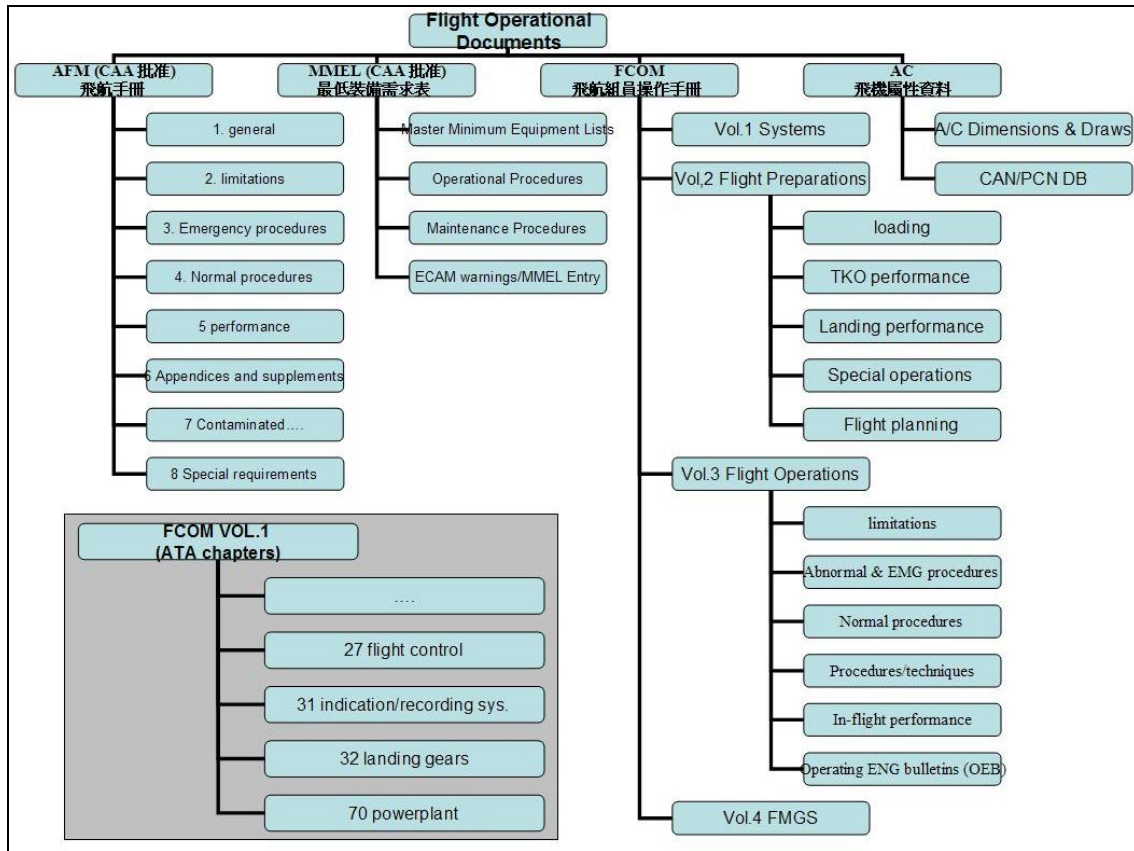 Flight Operational
Documents
AFM (CAA 批准)
飛航手冊
1. general
2. limitations
3. Emergency procedures
4. Normal procedures
5 performance
6 Appendices and supplements
7 Contaminated….
8 Special requirements
MMEL (CAA 批准)
最低裝備需求表
Master Minimum Equipment Lists
Operational Procedures
Maintenance Procedures
ECAM warnings/MMEL Entry
FCOM
飛航組員操作手冊
Vol.1 Systems
Vol,2 Flight Preparations
loading
TKO performance
Landing performance
Special operations
Flight planning
Vol.3 Flight Operations
limitations
Abnormal & EMG procedures
Normal procedures
Procedures/techniques
In-flight performance
Operating ENG bulletins (OEB)
Vol.4 FMGS
AC
飛機屬性資料
A/C Dimensions & Draws
CAN/PCN DB
FCOM VOL.1
(ATA chapters)
….
27 flight control
31 indication/recording sys.
32 landing gears
70 powerplant